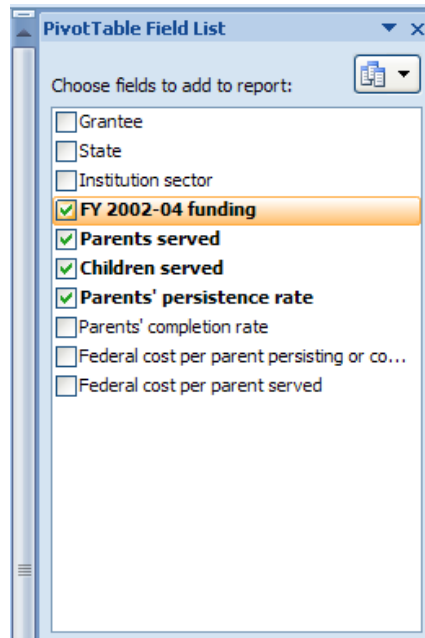 PivotTable Field List
Choose fields to add to report:
Grantee
State
Institution sector
FY 2002-04 funding
Parents served
Children served
Parents' persistence rate
Parents' completion rate
Federal cost per parent persisting or co...
Federal cost per parent served